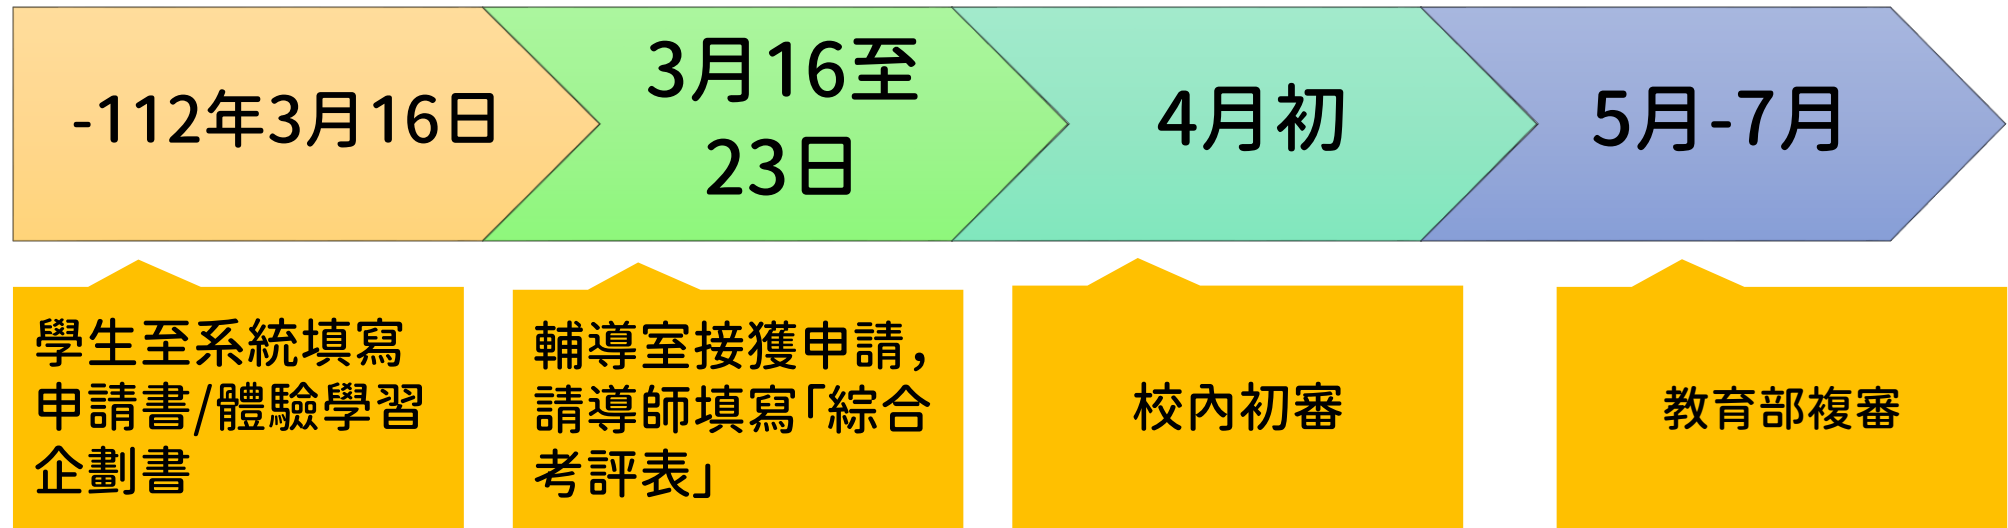 -112年3月16日
3月16至
23日
4月初
5月-7月
學生至系統填寫
申請書/體驗學習
企劃書
輔導室接獲申請，
請導師填寫「綜合
考評表」
校內初審
教育部複審